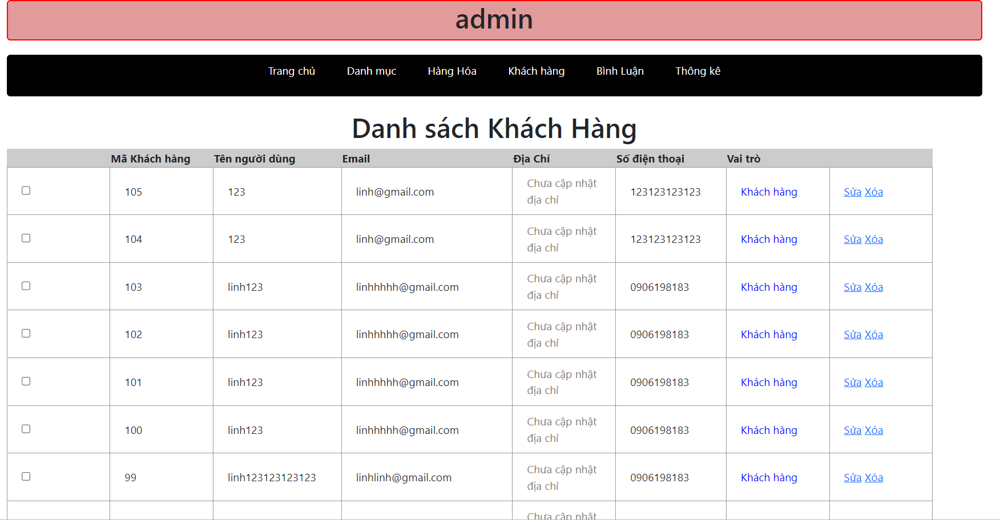 admin
Trang chủ Danh mục Hàng Hóa Khách hàng Bình Luận Thông kê
Danh sách Khách Hàng
Mã Khách hàng Tên người dùng Email Địa Chỉ Số điện thoại Vai trò
105 123 linh@gmail.com Chưa cập nhật địa chỉ 123123123123 Khách hàng Sửa Xóa
104 123 linh@gmail.com Chưa cập nhật địa chỉ 123123123123 Khách hàng Sửa Xóa
103 linh123 linhhhhh@gmail.com Chưa cập nhật địa chỉ 0906198183 Khách hàng Sửa Xóa
102 linh123 linhhhhh@gmail.com Chưa cập nhật địa chỉ 0906198183 Khách hàng Sửa Xóa
101 linh123 linhhhhh@gmail.com Chưa cập nhật địa chỉ 0906198183 Khách hàng Sửa Xóa
100 linh123 linhhhhh@gmail.com Chưa cập nhật địa chỉ 0906198183 Khách hàng Sửa Xóa
99 linh123123123123 linhlinh@gmail.com Chưa cập nhật địa chỉ 0906198183 Khách hàng Sửa Xóa
Chưa cập nhật